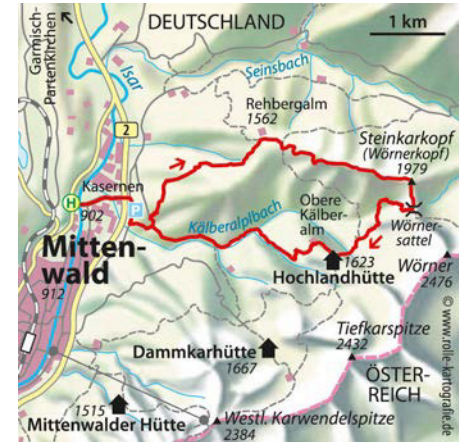 DEUTSCHLAND
1 km
Garmisch-
Partenkirchen
Isar
Seinsbach
2
Rehbergalm
1562
Steinkarkopf
(Wörnerkopf)
1979
Kasernen
H
902
P
Kälberalplbach
Obere
Kälber-
alm
Wörner-
sattel
Mitten-
wald
912
1623
Hochlandhütte
Wörner
2476
Tiefkarspitze
2432
Dammkarhütte
1667
ÖSTER-
REICH
1515
Mittenwalder Hütte
Westl. Karwendelspitze
2384
© www.rolle-kartografie.de